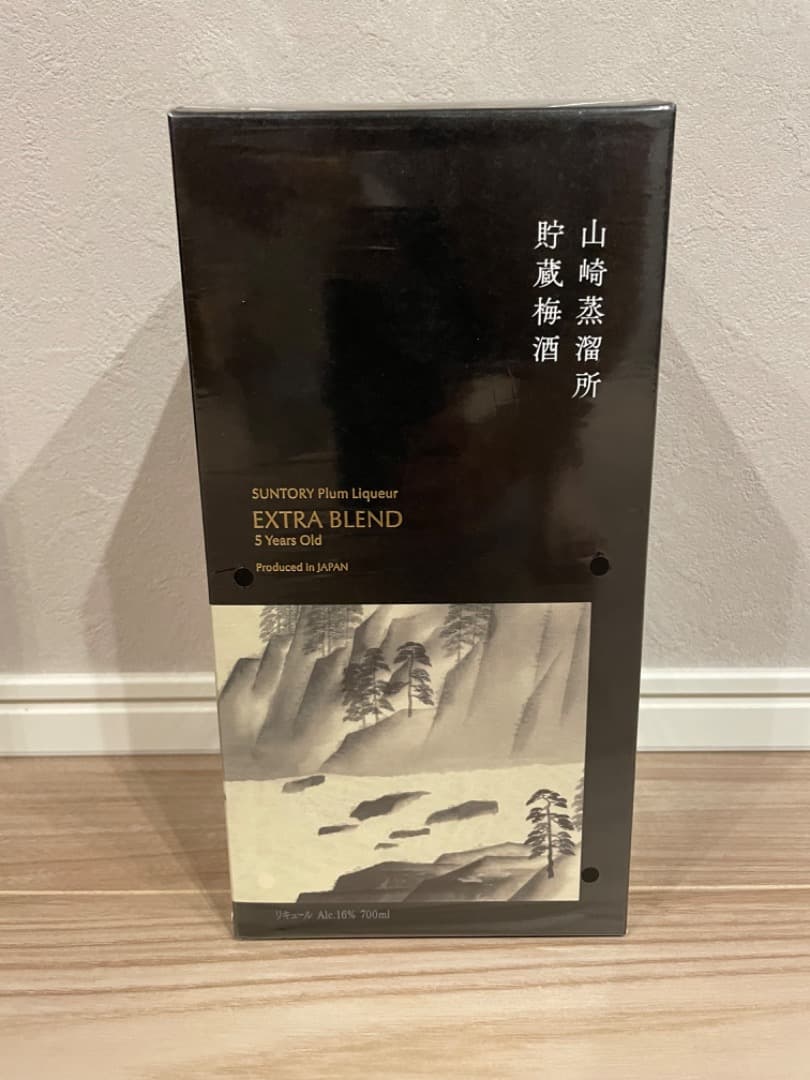 山崎蒸溜所
貯蔵梅酒
SUNTORY Plum Liqueur
EXTRA BLEND
5 Years Old
Produced in JAPAN
リキュール Alc.16% 700ml